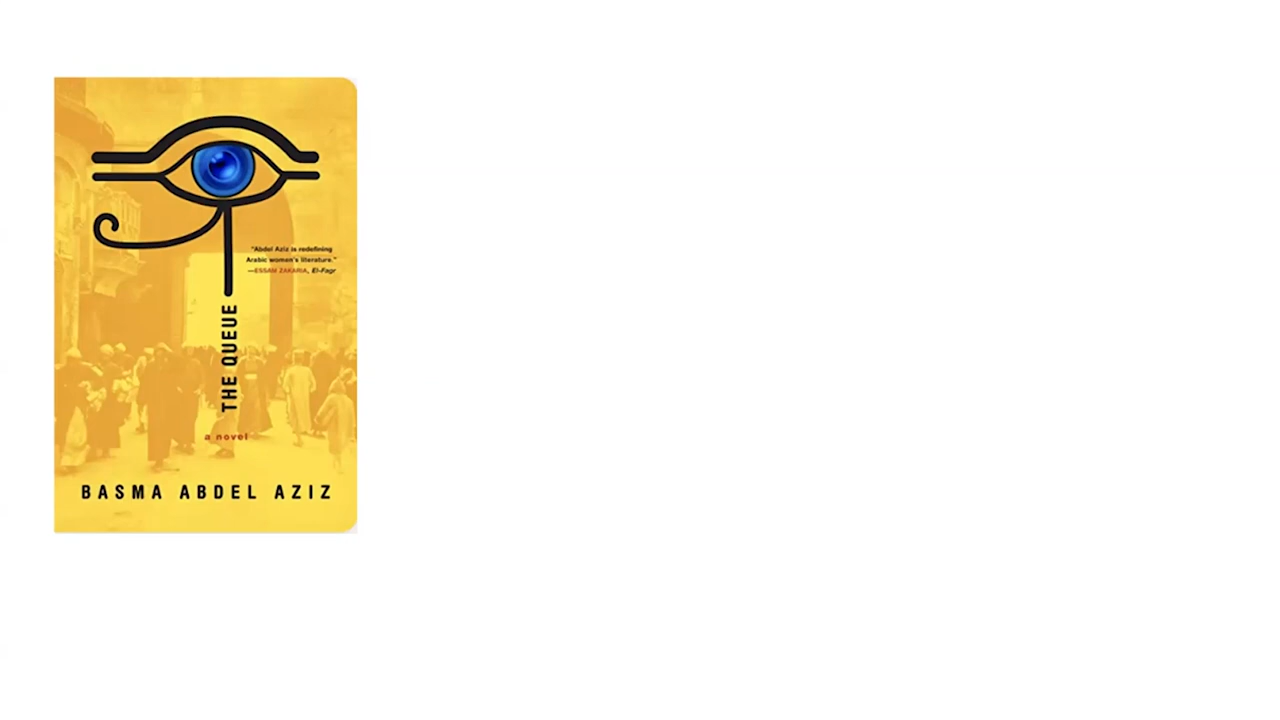 "Abdel Aziz is redefining
Arabic women's literature."
—ESSAM ZAKARIA, El-Fagr
THE QUEUE
a novel
BASMA ABDEL AZIZ